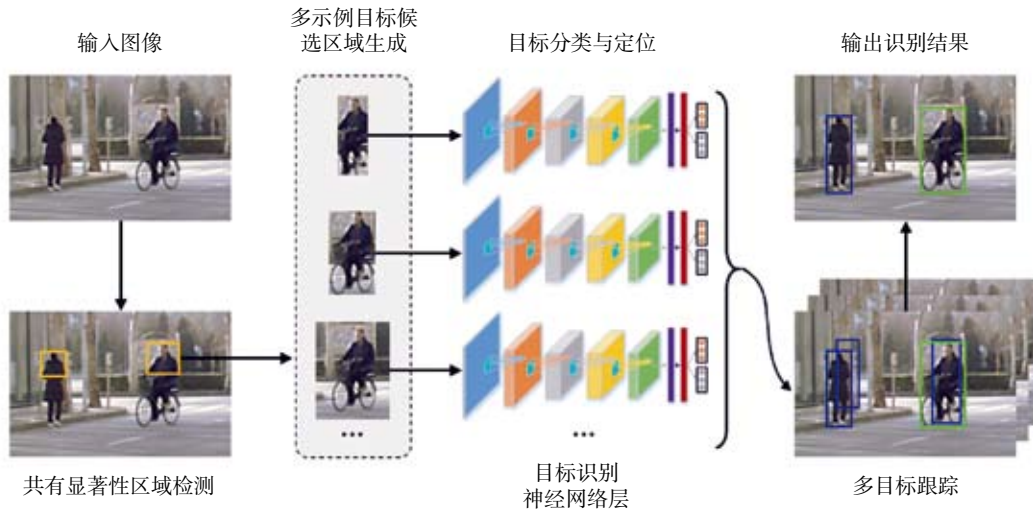 输入图像
多示例目标候
选区域生成
目标分类与定位
输出识别结果
共有显著性区域检测
目标识别
神经网络层
多目标跟踪